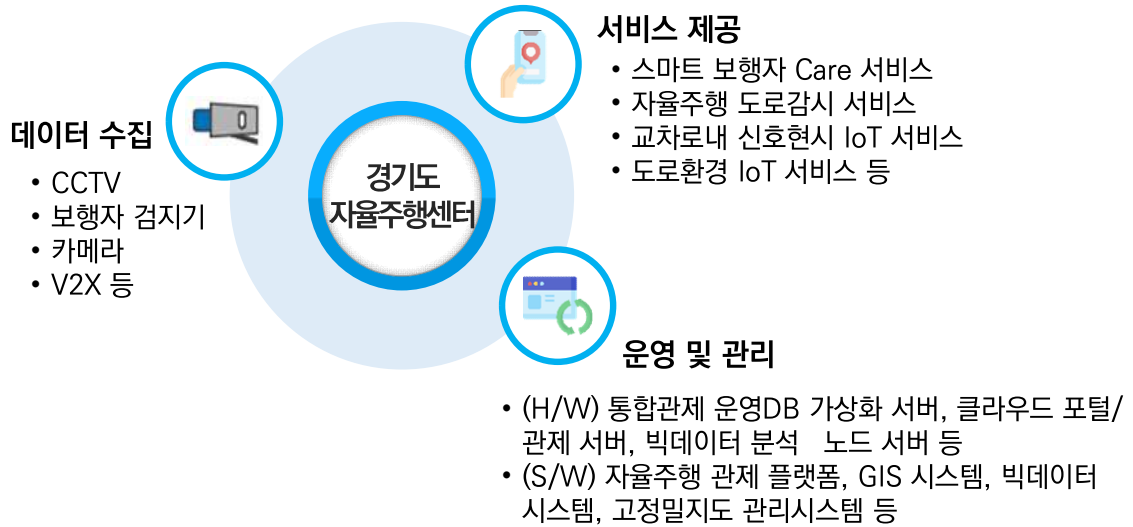 서비스 제공
• 스마트 보행자 Care 서비스
• 자율주행 도로감시 서비스
• 교차로내 신호현시 IoT 서비스
• 도로환경 IoT 서비스 등
데이터 수집
• CCTV
• 보행자 검지기
• 카메라
• V2X 등
경기도
자율주행센터
운영 및 관리
• (H/W) 통합관제 운영DB 가상화 서버, 클라우드 포털/
관제 서버, 빅데이터 분석 노드 서버 등
• (S/W) 자율주행 관제 플랫폼, GIS 시스템, 빅데이터
시스템, 고정밀지도 관리시스템 등